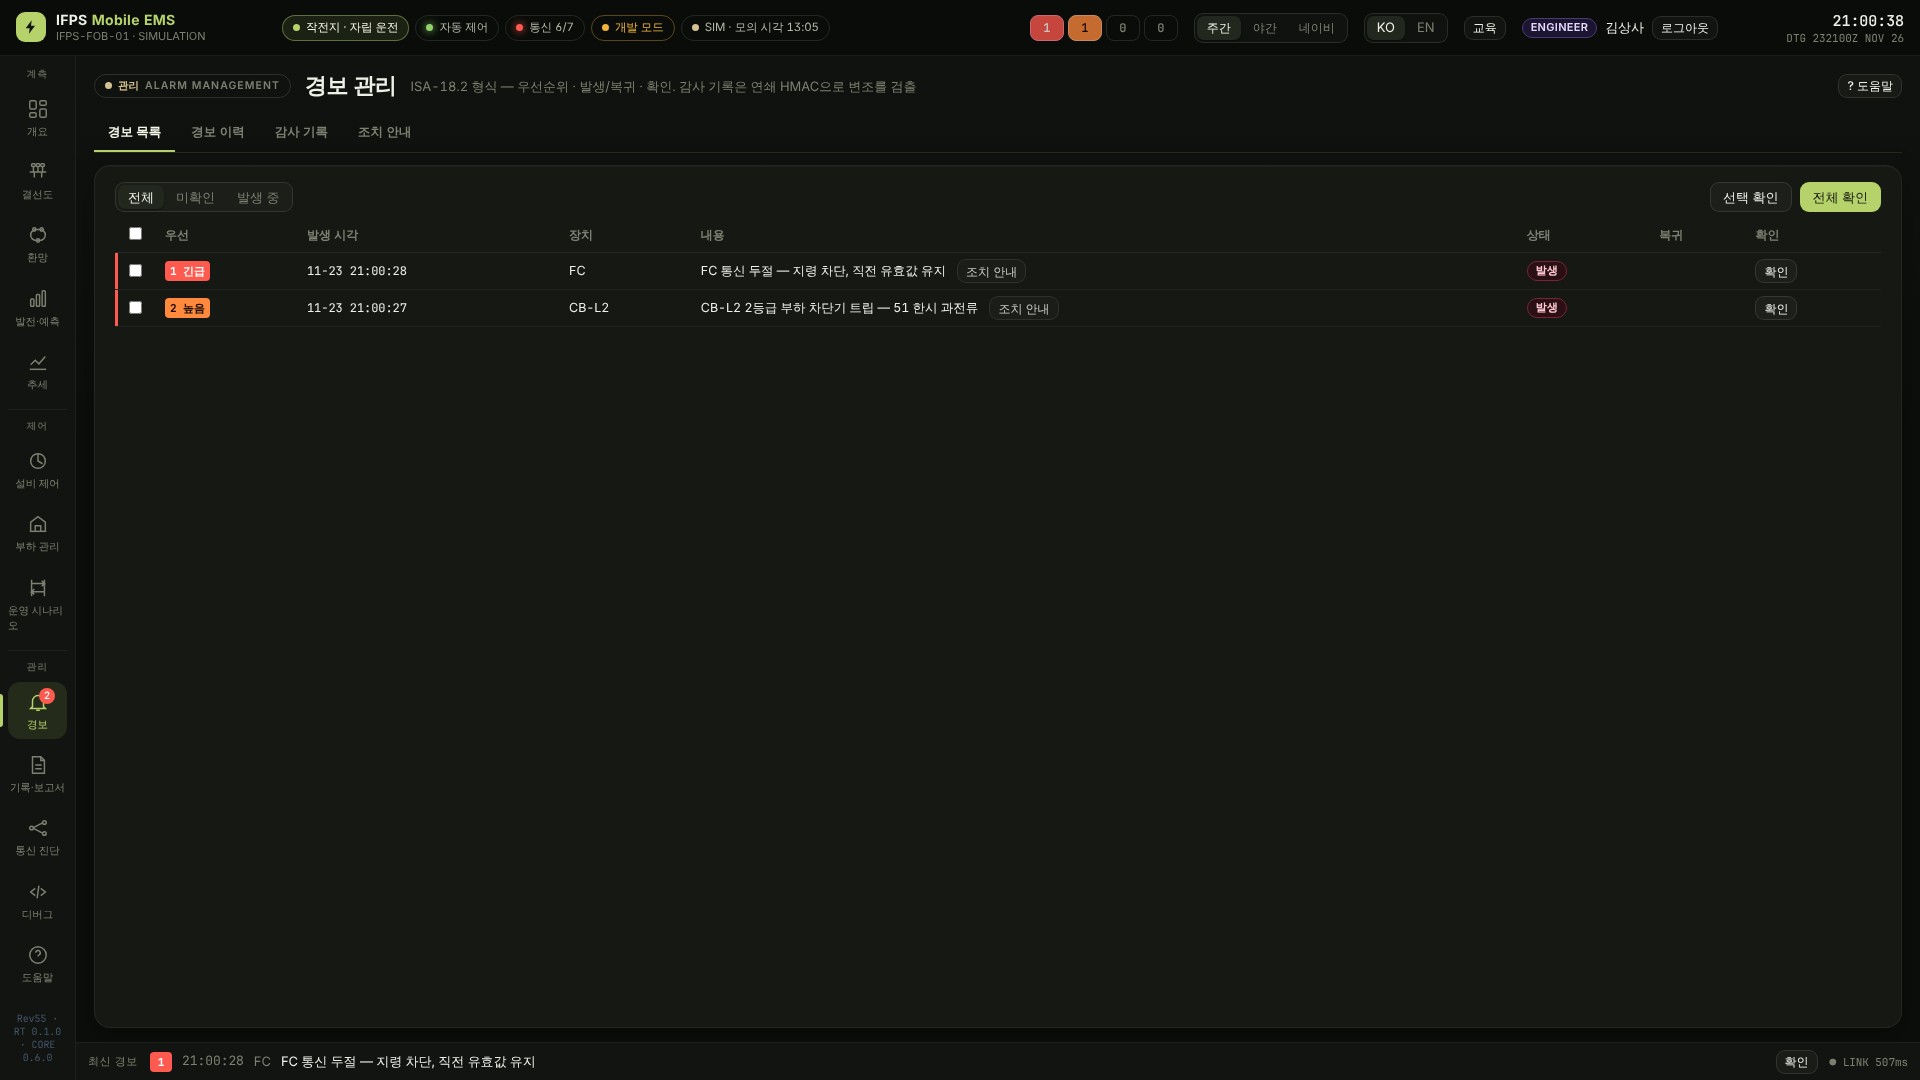 IFPS Mobile EMS
IFPS-FOB-01 · SIMULATION
작전지 · 자립 운전
자동 제어
통신 6/7
개발 모드
SIM · 모의 시각 13:05
1 1 0 0
주간 야간 네이비
KO EN
교육
ENGINEER 김상사 로그아웃
21:00:38
DTG 232100Z NOV 26
계측
개요
결선도
환망
발전·예측
추세
제어
설비 제어
부하 관리
운영 시나리
오
관리
2
경보
기록·보고서
통신 진단
디버그
도움말
RevS5 ·
RT 0.1.0
· CORE
0.6.0
관리 ALARM MANAGEMENT
경보 관리
ISA-18.2 형식 — 우선순위 · 발생/복귀 · 확인. 감사 기록은 연쇄 HMAC으로 변조를 검출
? 도움말
경보 목록 경보 이력 감사 기록 조치 안내
전체 미확인 발생 중
선택 확인 전체 확인
우선 발생 시각 장치 내용 상태 복귀 확인
1 긴급 11-23 21:00:28 FC FC 통신 두절 — 지령 차단, 직전 유효값 유지 조치 안내 발생 확인
2 높음 11-23 21:00:27 CB-L2 CB-L2 2등급 부하 차단기 트립 — 51 한시 과전류 조치 안내 발생 확인
최신 경보 1 21:00:28 FC FC 통신 두절 — 지령 차단, 직전 유효값 유지 확인 LINK 507ms